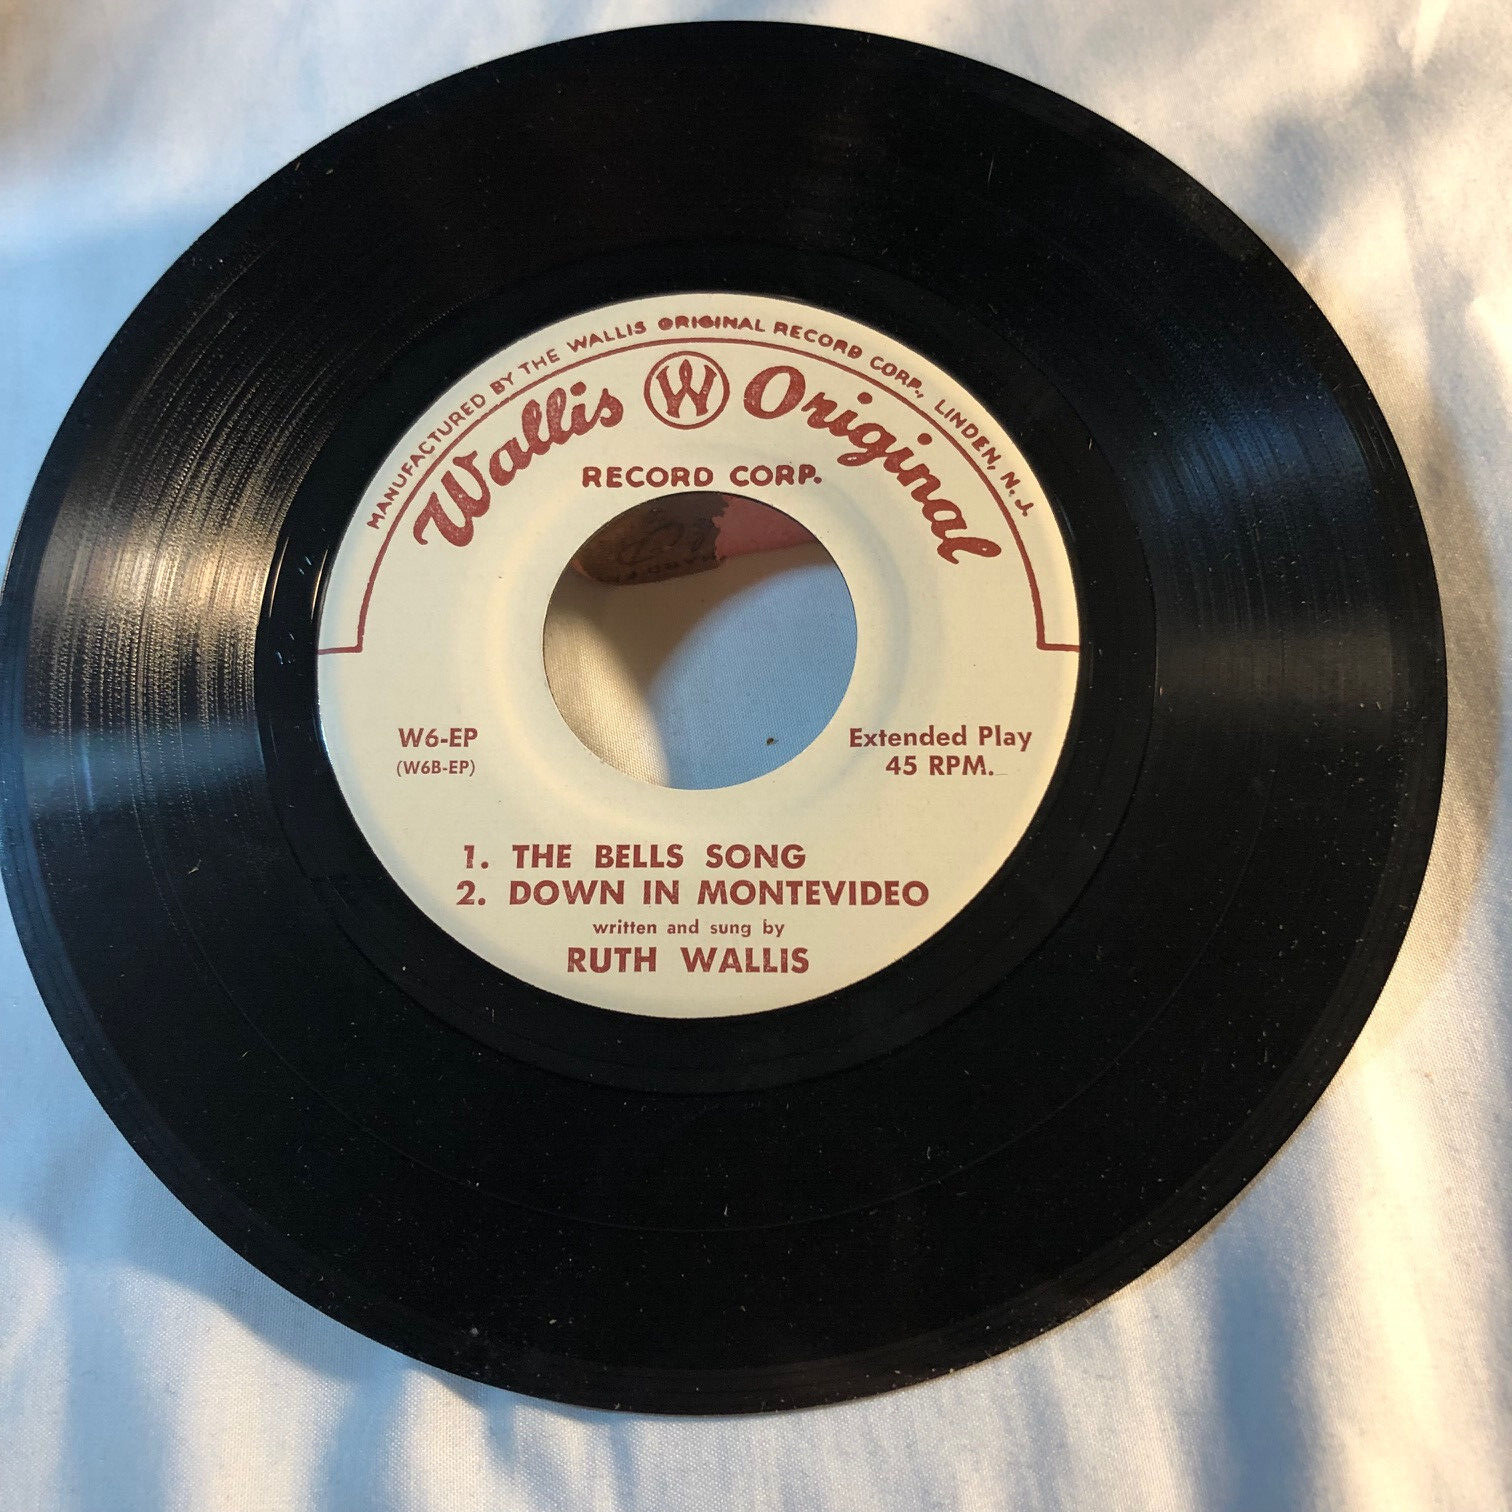 MANUFACTURED BY THE WALLIS ORIGINAL RECORD CORP., LINDEN, N. J.
Wallis W Original
RECORD CORP.
W6-EP
(W6B-EP)
Extended Play
45 RPM.
1. THE BELLS SONG
2. DOWN IN MONTEVIDEO
written and sung by
RUTH WALLIS